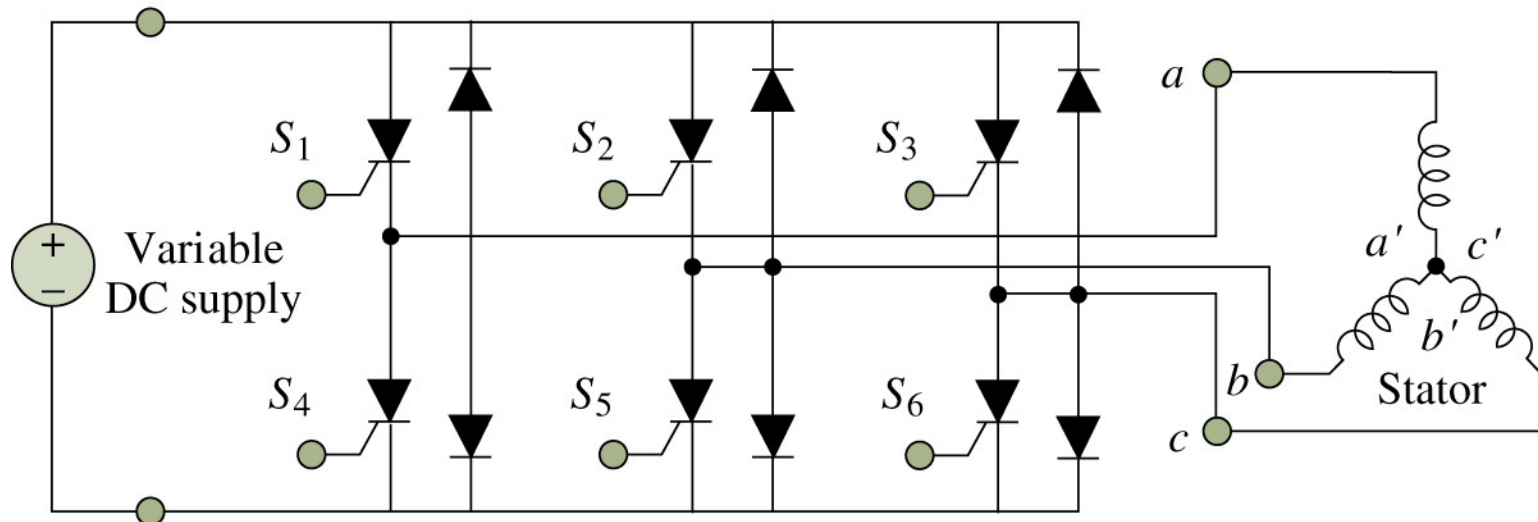 a
S1
S2
S3
+
−
Variable
DC supply
a'
c'
b'
S4
S5
S6
b
Stator
c